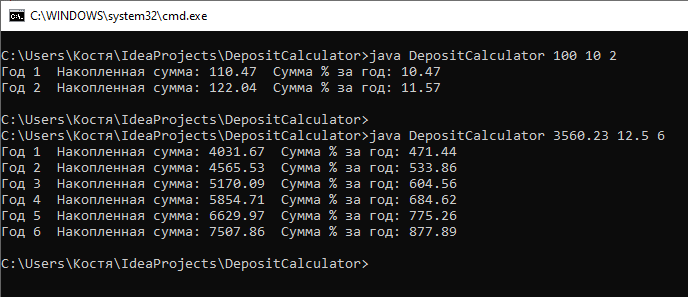 C:\WINDOWS\system32\cmd.exe
C:\Users\Костя\IdeaProjects\DepositCalculator>java DepositCalculator 100 10 2
Год 1  Накопленная сумма: 110.47  Сумма % за год: 10.47
Год 2  Накопленная сумма: 122.04  Сумма % за год: 11.57
C:\Users\Костя\IdeaProjects\DepositCalculator>
C:\Users\Костя\IdeaProjects\DepositCalculator>java DepositCalculator 3560.23 12.5 6
Год 1  Накопленная сумма: 4031.67  Сумма % за год: 471.44
Год 2  Накопленная сумма: 4565.53  Сумма % за год: 533.86
Год 3  Накопленная сумма: 5170.09  Сумма % за год: 604.56
Год 4  Накопленная сумма: 5854.71  Сумма % за год: 684.62
Год 5  Накопленная сумма: 6629.97  Сумма % за год: 775.26
Год 6  Накопленная сумма: 7507.86  Сумма % за год: 877.89
C:\Users\Костя\IdeaProjects\DepositCalculator>